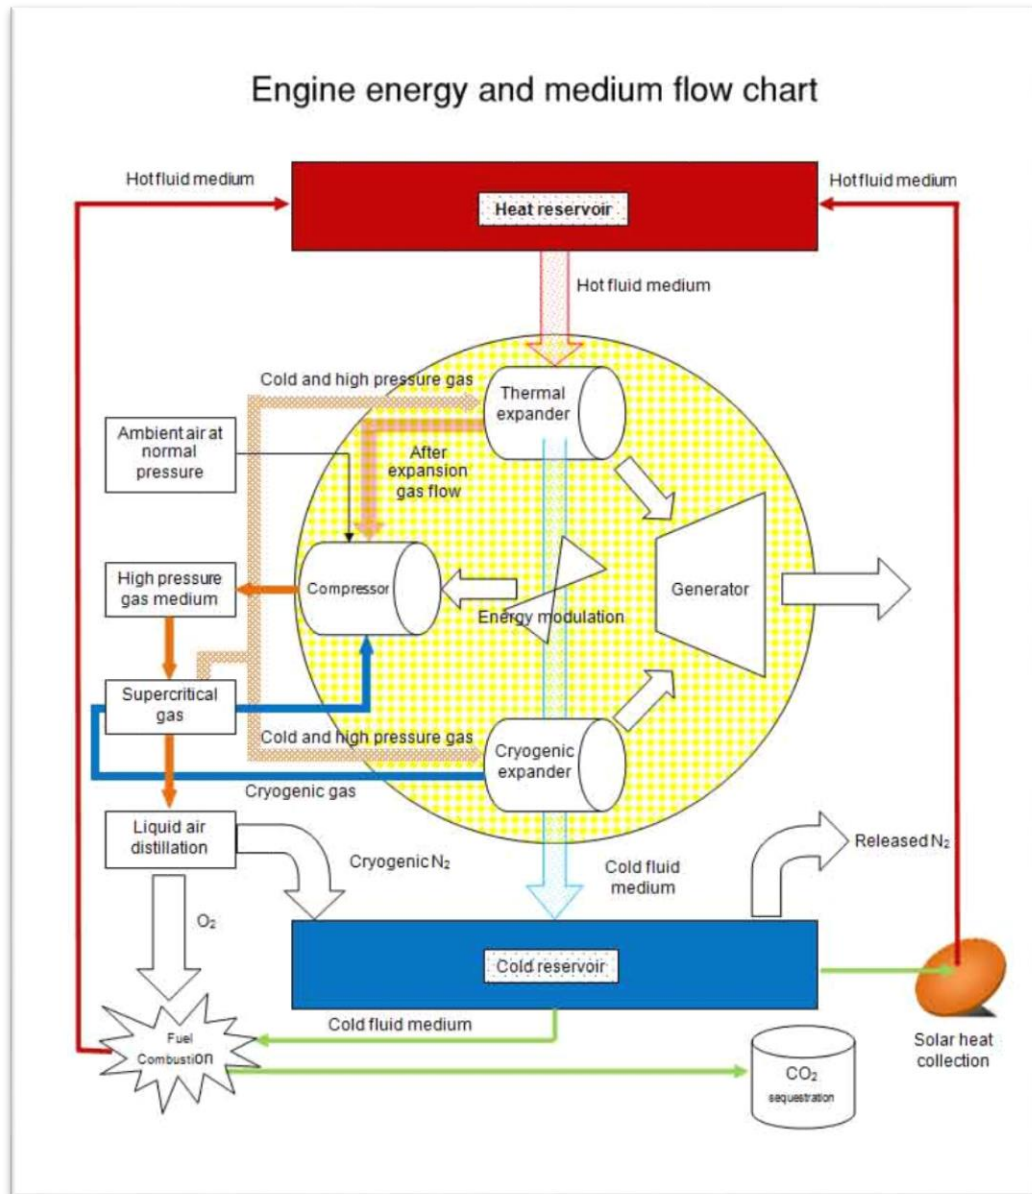 Engine energy and medium flow chart
Hot fluid medium
Hot fluid medium
Heat reservoir
Hot fluid medium
Cold and high pressure gas
Thermal
expander
Ambient air at
normal
pressure
After
expansion
gas flow
High pressure
gas medium
Compressor
Energy modulation
Generator
Supercritical
gas
Cold and high pressure gas
Cryogenic
expander
Cryogenic gas
Liquid air
distillation
Cryogenic N₂
Cold fluid
medium
Released N₂
O₂
Cold reservoir
Cold fluid medium
Fuel
Combustion
Solar heat
collection
CO₂
sequestration